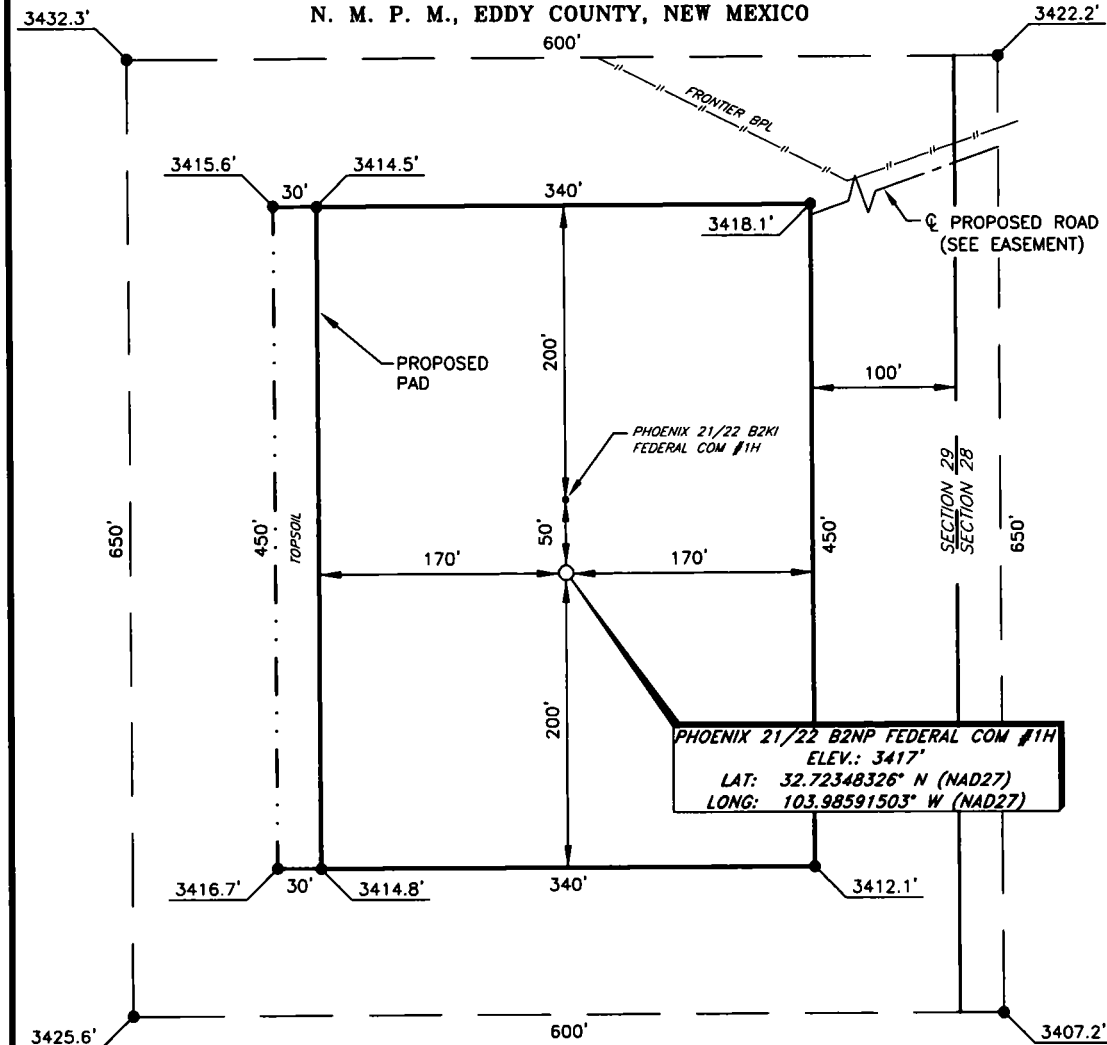 N. M. P. M., EDDY COUNTY, NEW MEXICO
3432.3'
3422.2'
600'
FRONTIER BPL
3415.6'
30'
3414.5'
340'
3418.1'
℄ PROPOSED ROAD
(SEE EASEMENT)
PROPOSED
PAD
200'
100'
PHOENIX 21/22 B2KI
FEDERAL COM #1H
SECTION 29
SECTION 28
650'
450'
TOPSOIL
50'
450'
650'
170'
170'
200'
PHOENIX 21/22 B2NP FEDERAL COM #1H
ELEV.: 3417'
LAT: 32.72348326° N (NAD27)
LONG: 103.98591503° W (NAD27)
3416.7'
30'
3414.8'
340'
3412.1'
3425.6'
600'
3407.2'